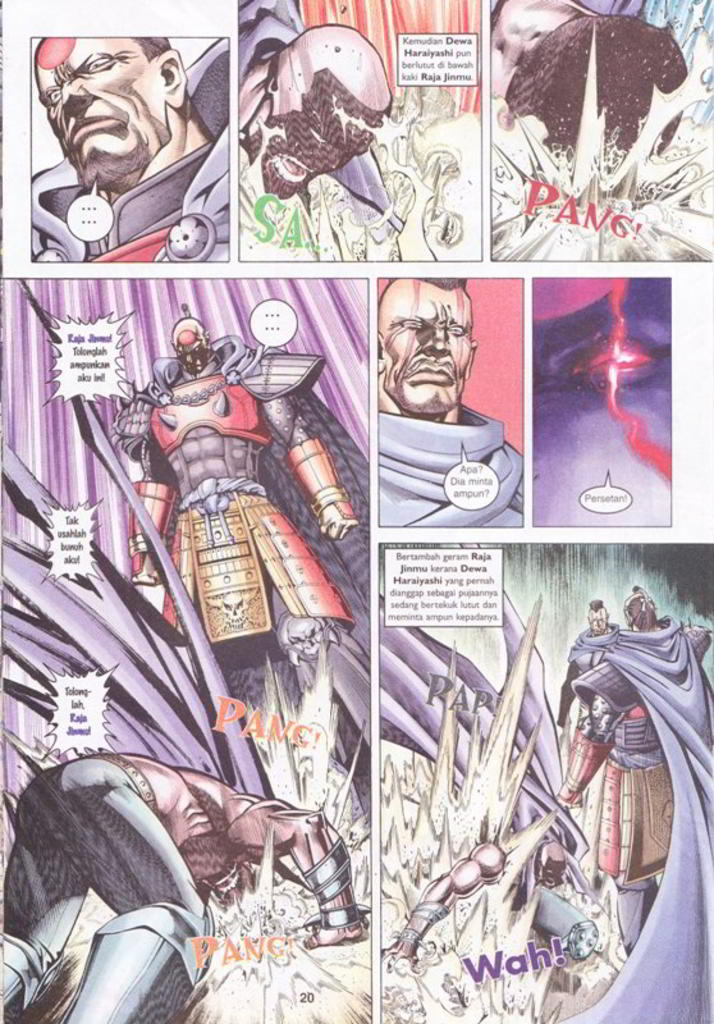 ...
...
Kemudian Dewa
Haraiyashi pun
berlutut di bawah
kaki Raja Jinmu.
SA...
PANG!
Raja Jinmu!
Tolonglah
ampunkan
aku ini!
...
...
Tak
usahlah
bunuh
aku!
Tolong-
lah,
Raja
Jinmu!
PANG!
PANG!
20
Apa?
Dia minta
ampun?
Persetan!
Bertambah geram Raja
Jinmu kerana Dewa
Haraiyashi yang pernah
dianggap sebagai pujaannya
sedang bertekuk lutut dan
meminta ampun kepadanya.
PAP!
Wah!